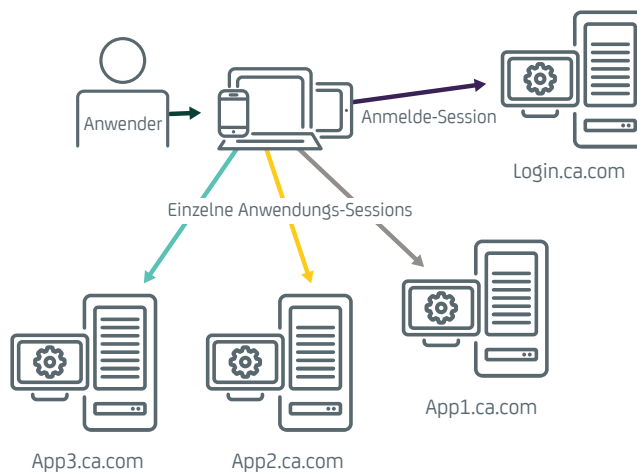 Anwender
Anmelde-Session
Login.ca.com
Einzelne Anwendungs-Sessions
App1.ca.com
App3.ca.com
App2.ca.com